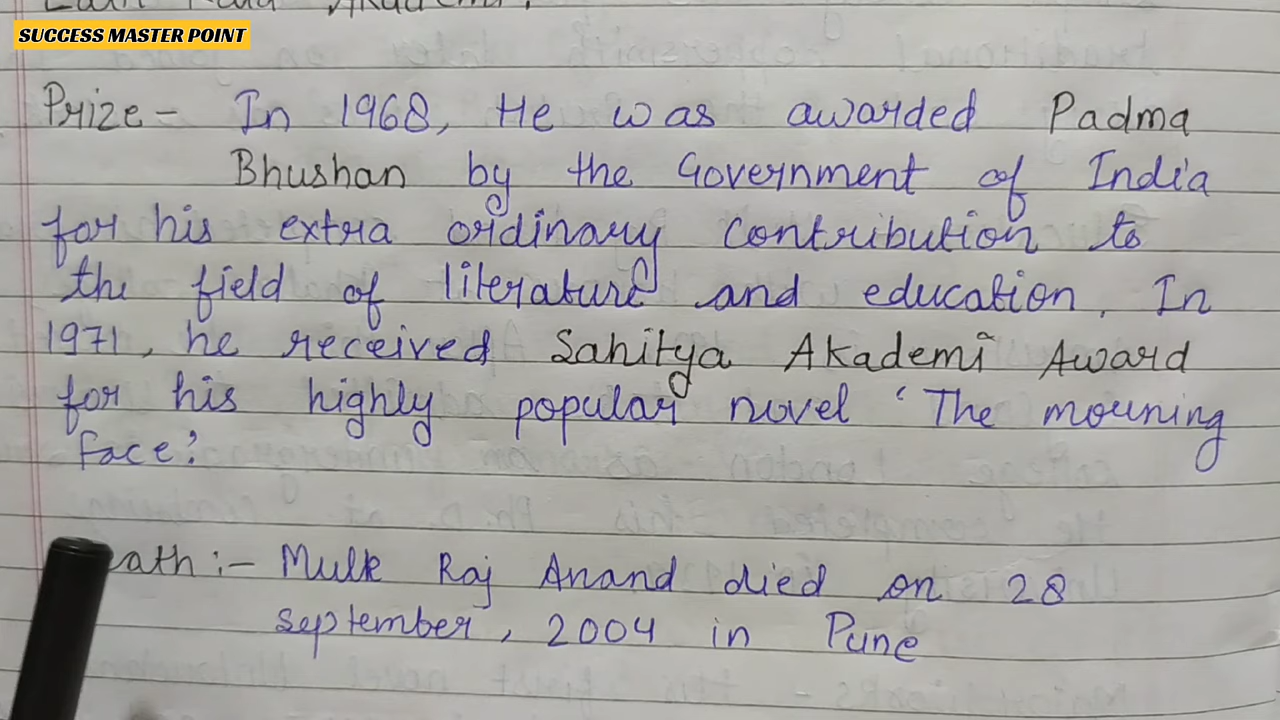 SUCCESS MASTER POINT
Prize - In 1968, He was awarded Padma
Bhushan by the Government of India
for his extra ordinary contribution to
the field of literature and education. In
1971, he received Sahitya Akademi Award
for his highly popular novel 'The mouning
face'.
ath :- Mulk Raj Anand died on 28
september, 2004 in Pune